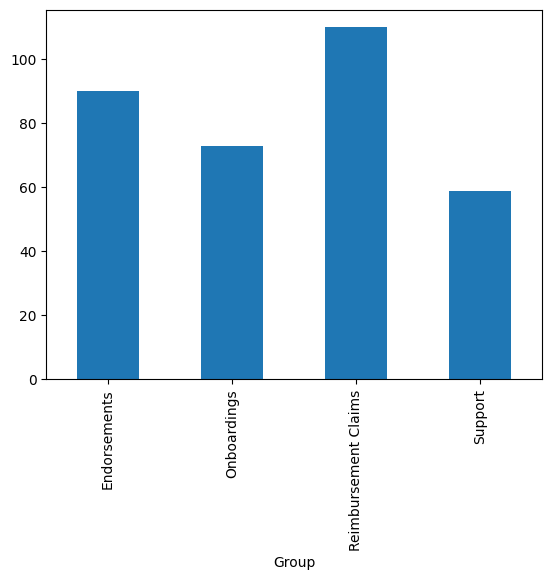 100
80
60
40
20
0
Endorsements
Onboardings
Reimbursement Claims
Support
Group